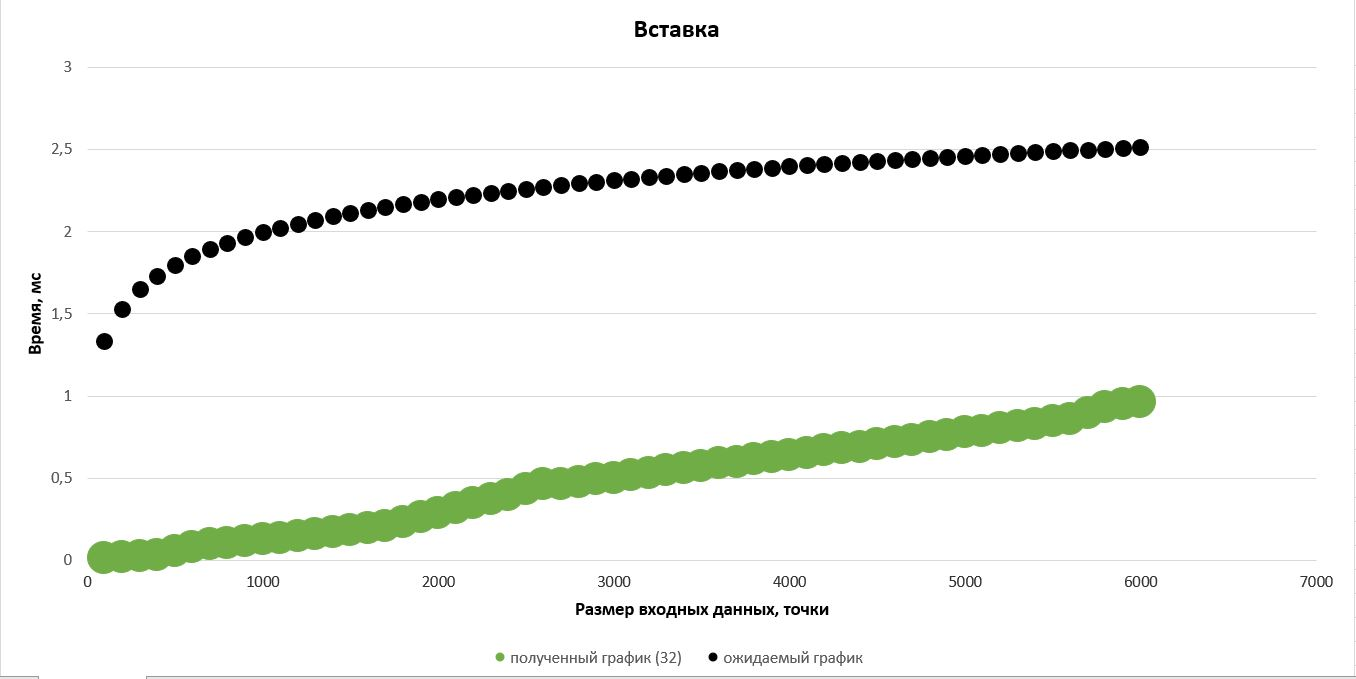 Вставка
3
2,5
2
1,5
1
0,5
0
Время, мс
0 1000 2000 3000 4000 5000 6000 7000
Размер входных данных, точки
полученный график (32) ожидаемый график